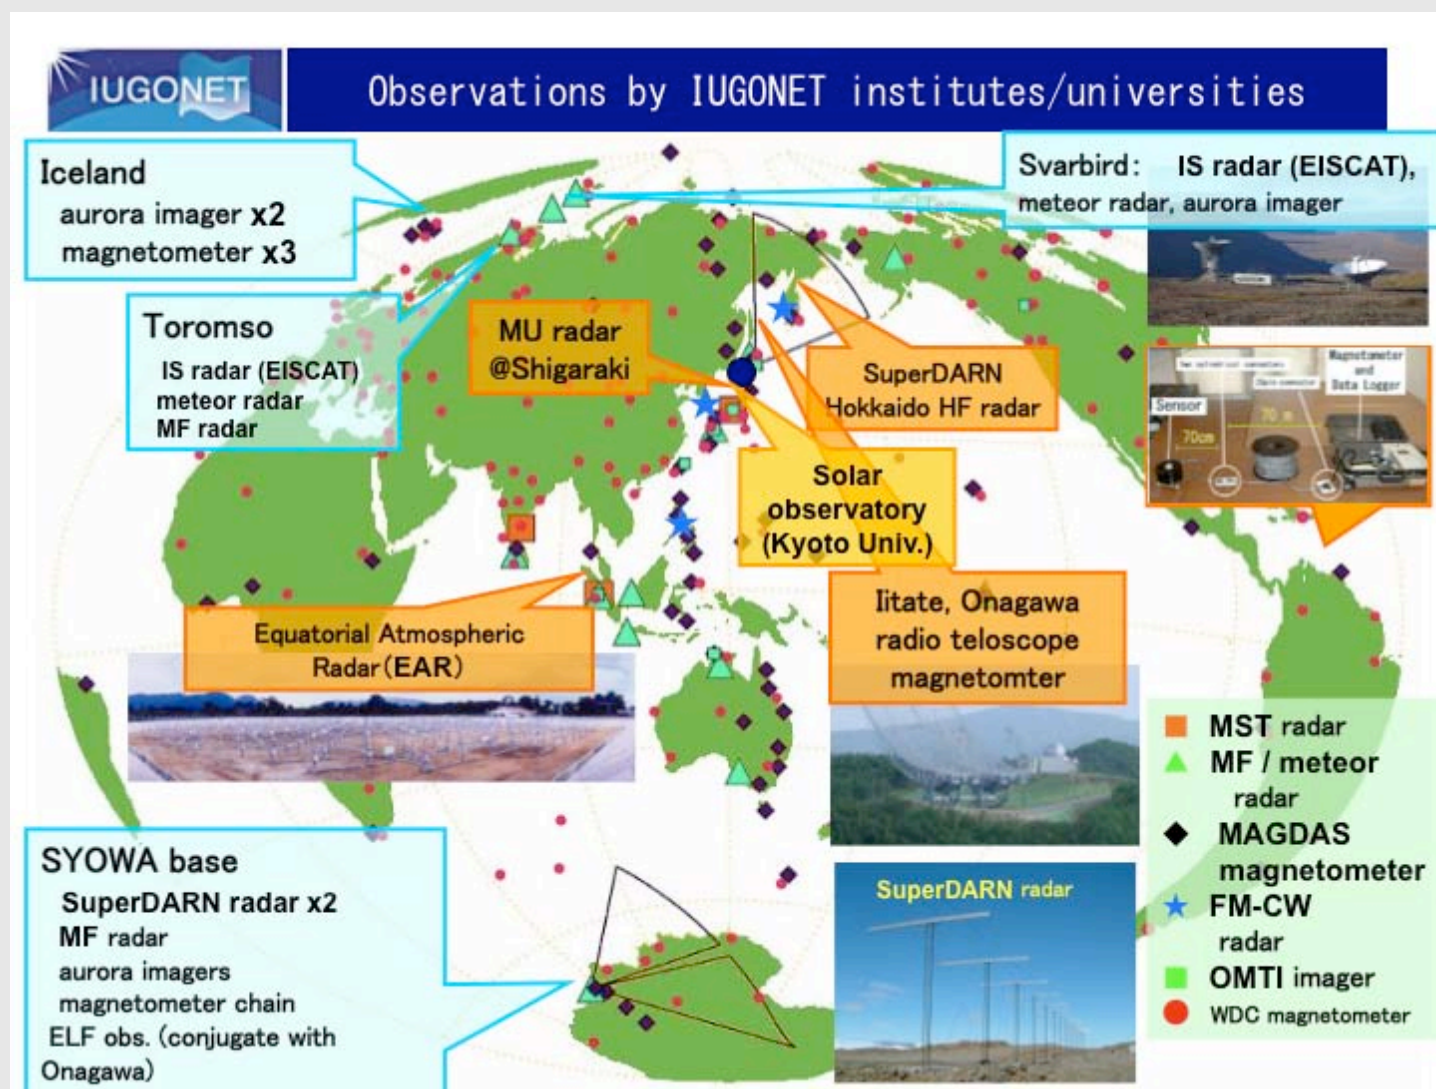 IUGONET
Observations by IUGONET institutes/universities
Iceland
aurora imager x2
magnetometer x3
Svarbird: IS radar (EISCAT),
meteor radar, aurora imager
Toromso
IS radar (EISCAT)
meteor radar
MF radar
MU radar
@Shigaraki
SuperDARN
Hokkaido HF radar
Magnetometer
and
Data Logger
Sensor
70 m
70cm
Solar
observatory
(Kyoto Univ.)
Equatorial Atmospheric
Radar(EAR)
Iitate, Onagawa
radio teloscope
magnetomter
MST radar
MF / meteor
radar
MAGDAS
magnetometer
FM-CW
radar
OMTI imager
WDC magnetometer
SYOWA base
SuperDARN radar x2
MF radar
aurora imagers
magnetometer chain
ELF obs. (conjugate with
Onagawa)
SuperDARN radar